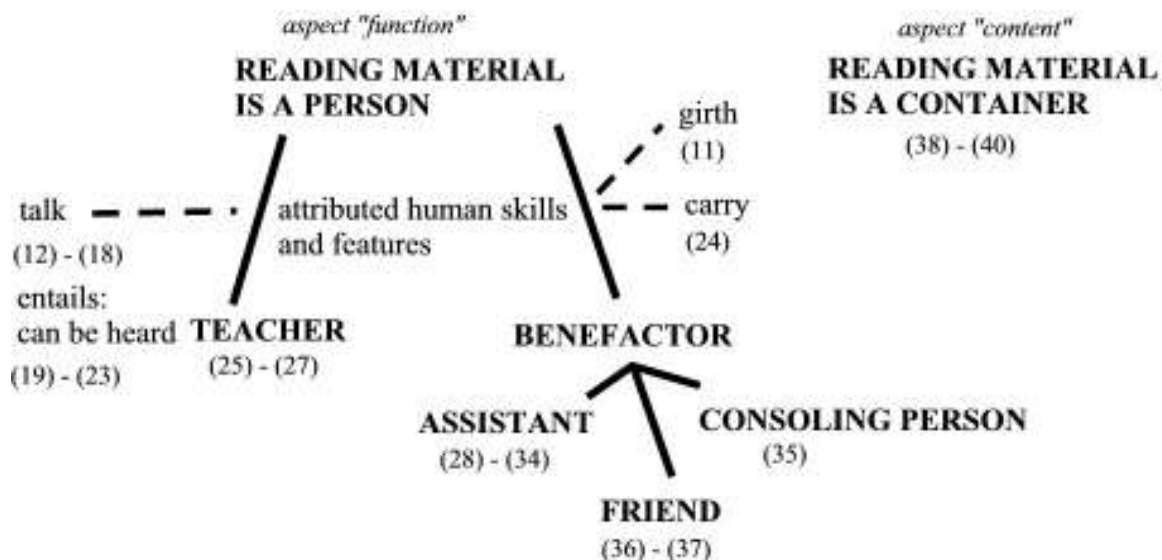 aspect "function"
READING MATERIAL
IS A PERSON
aspect "content"
READING MATERIAL
IS A CONTAINER
(38) - (40)
girth
(11)
talk
(12) - (18)
attributed human skills
and features
carry
(24)
entails:
can be heard
(19) - (23)
TEACHER
(25) - (27)
BENEFACTOR
ASSISTANT
(28) - (34)
CONSOLING PERSON
(35)
FRIEND
(36) - (37)